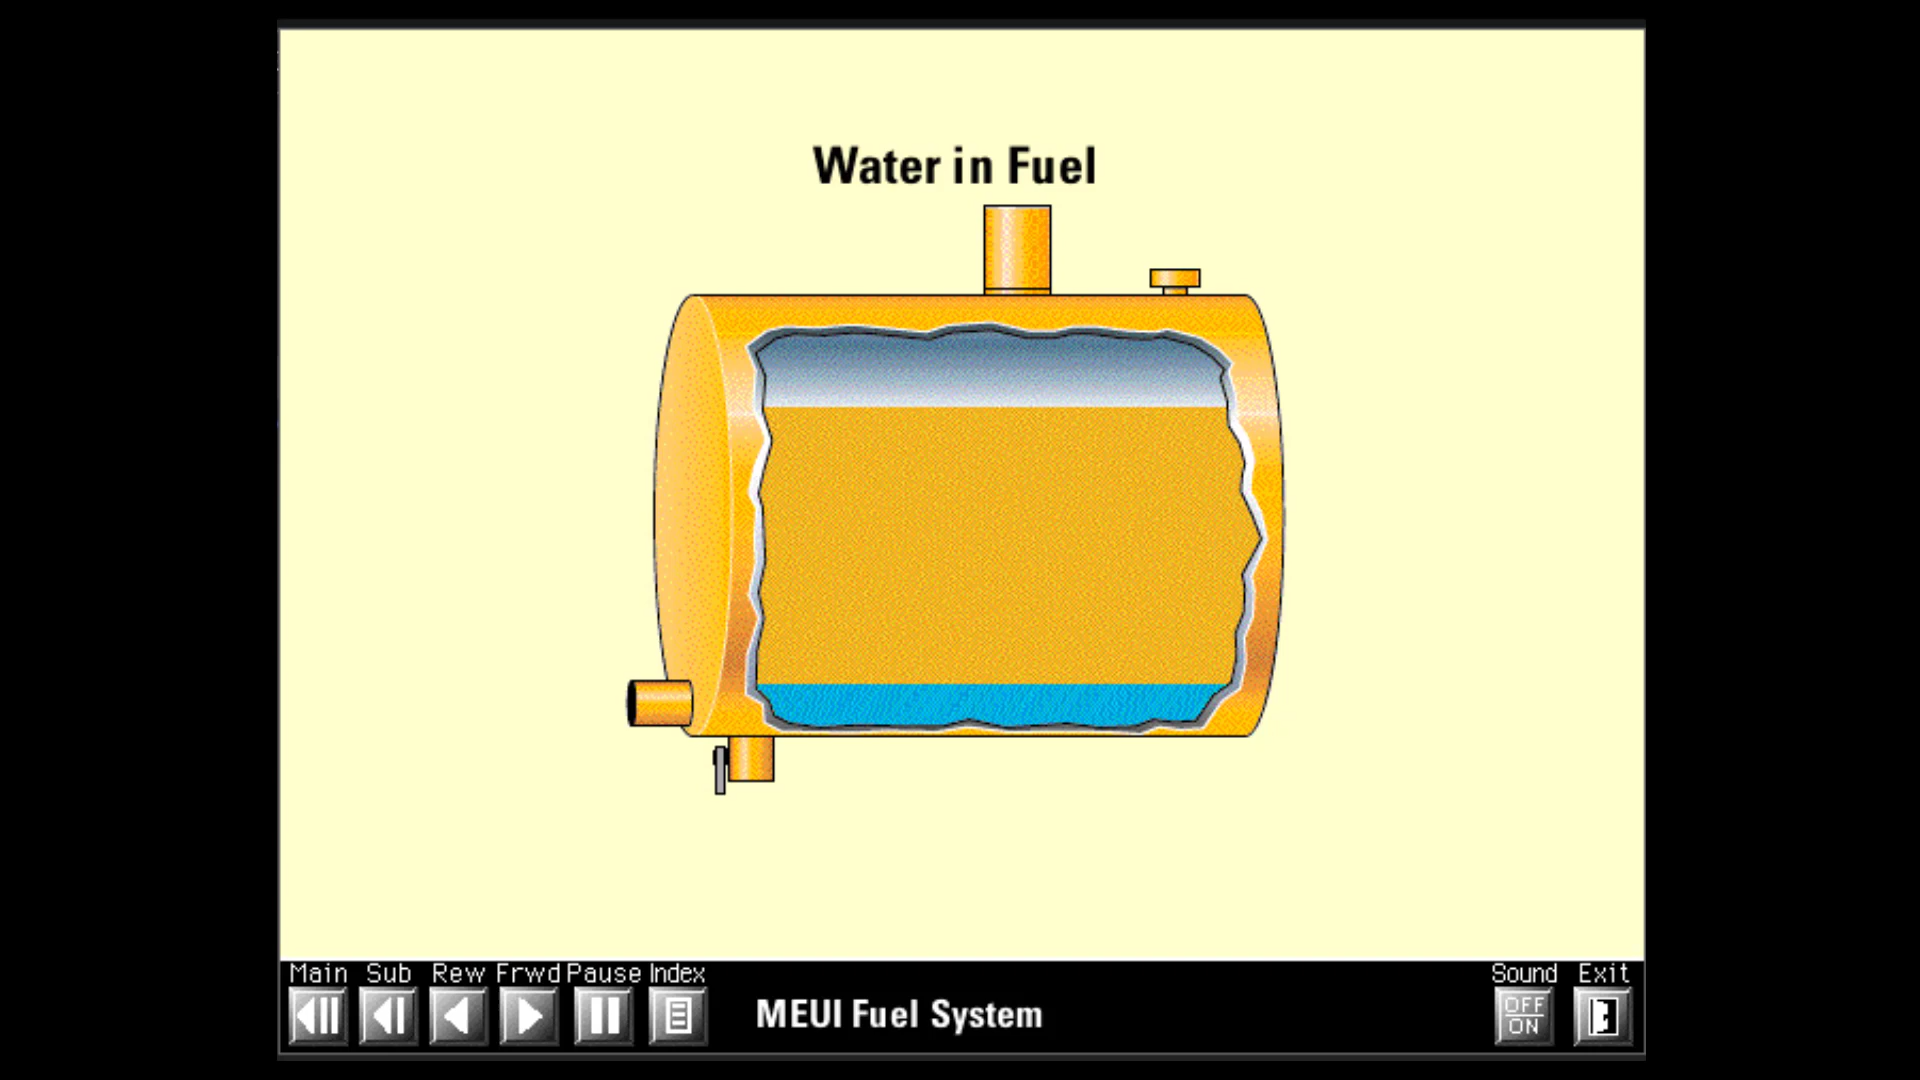 Water in Fuel
Main Sub Rew Frwd Pause Index
MEUI Fuel System
Sound Exit
OFF
ON